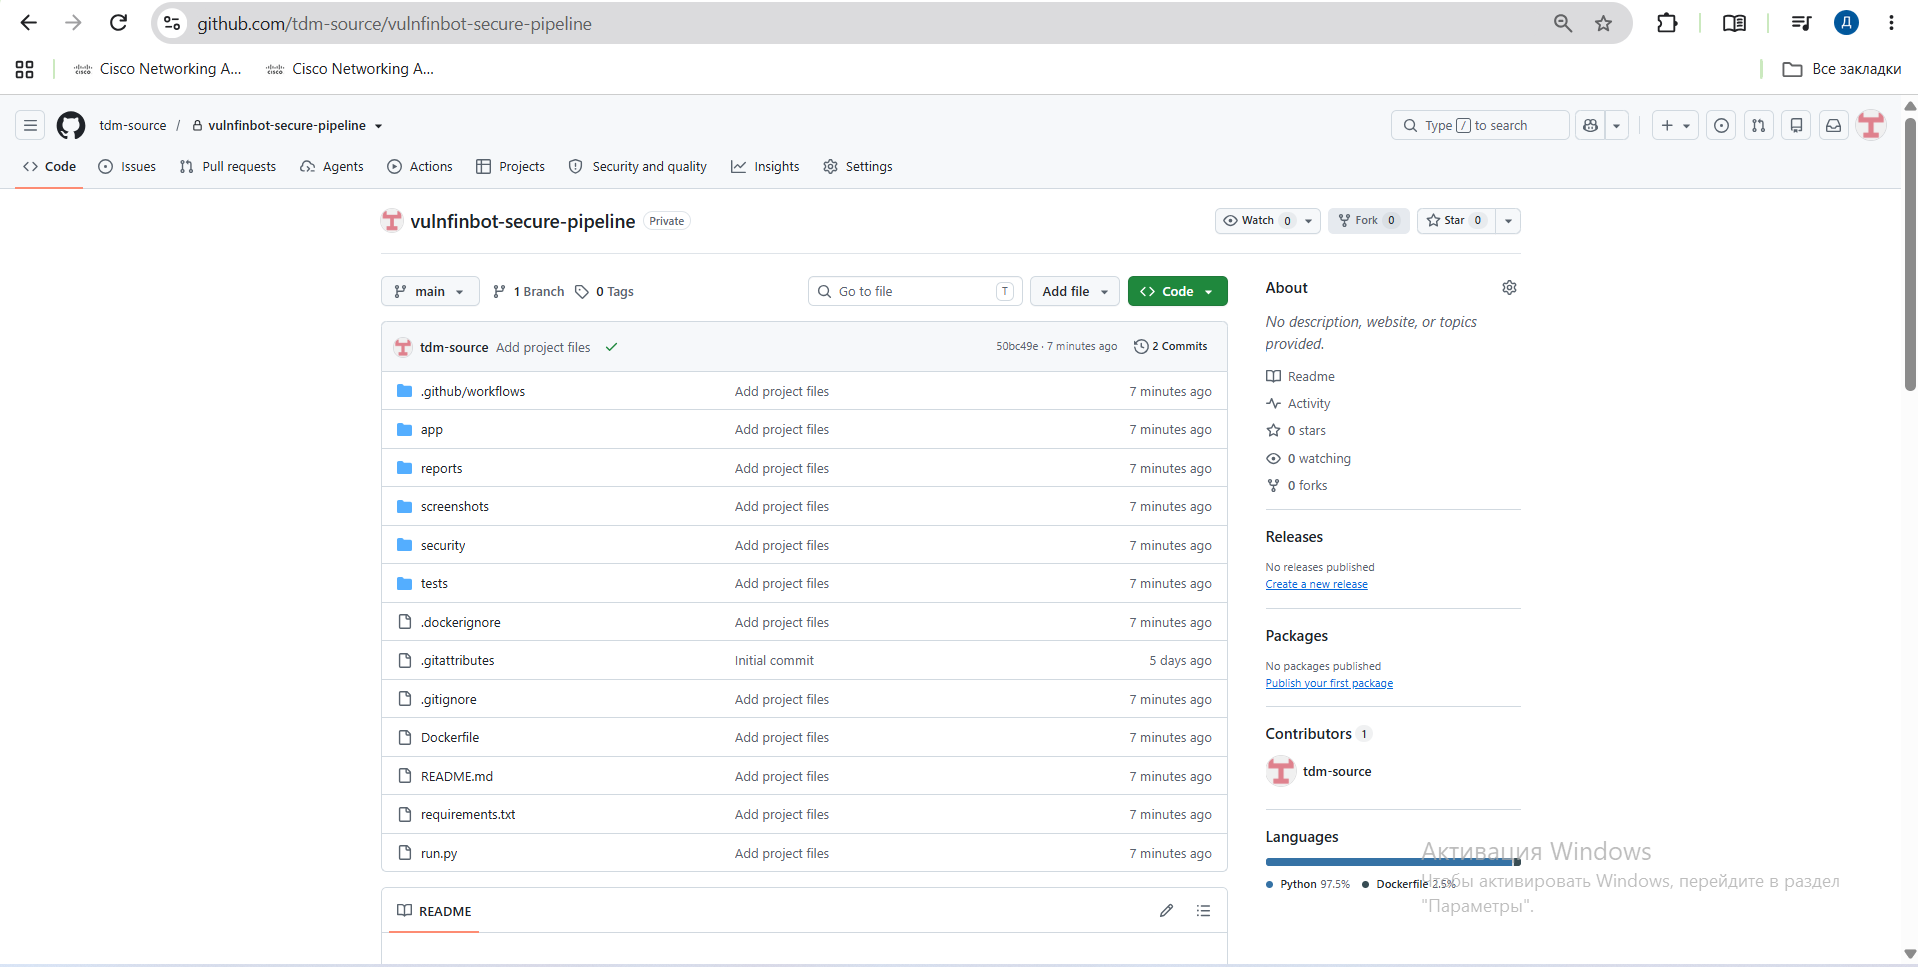 github.com/tdm-source/vulnfinbot-secure-pipeline
Д
Cisco Networking A... Cisco Networking A... Все закладки
tdm-source / vulnfinbot-secure-pipeline Type / to search
Code Issues Pull requests Agents Actions Projects Security and quality Insights Settings
vulnfinbot-secure-pipeline Private Watch 0 Fork 0 Star 0
main 1 Branch 0 Tags Go to file T Add file Code
tdm-source Add project files 50bc49e · 7 minutes ago 2 Commits
.github/workflows Add project files 7 minutes ago
app Add project files 7 minutes ago
reports Add project files 7 minutes ago
screenshots Add project files 7 minutes ago
security Add project files 7 minutes ago
tests Add project files 7 minutes ago
.dockerignore Add project files 7 minutes ago
.gitattributes Initial commit 5 days ago
.gitignore Add project files 7 minutes ago
Dockerfile Add project files 7 minutes ago
README.md Add project files 7 minutes ago
requirements.txt Add project files 7 minutes ago
run.py Add project files 7 minutes ago
README
About
No description, website, or topics
provided.
Readme
Activity
0 stars
0 watching
0 forks
Releases
No releases published
Create a new release
Packages
No packages published
Publish your first package
Contributors 1
tdm-source
Languages
Python 97.5% Dockerfile 2.5%
Активация Windows
Чтобы активировать Windows, перейдите в раздел
"Параметры".